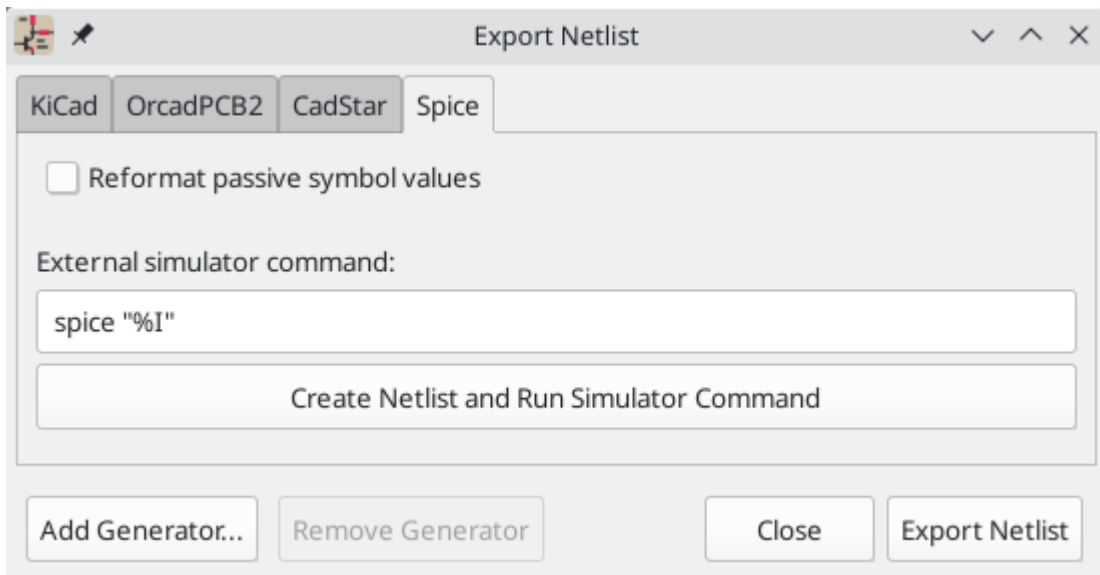 Export Netlist
KiCad OrcadPCB2 CadStar Spice
Reformat passive symbol values
External simulator command:
spice "%I"
Create Netlist and Run Simulator Command
Add Generator... Remove Generator Close Export Netlist